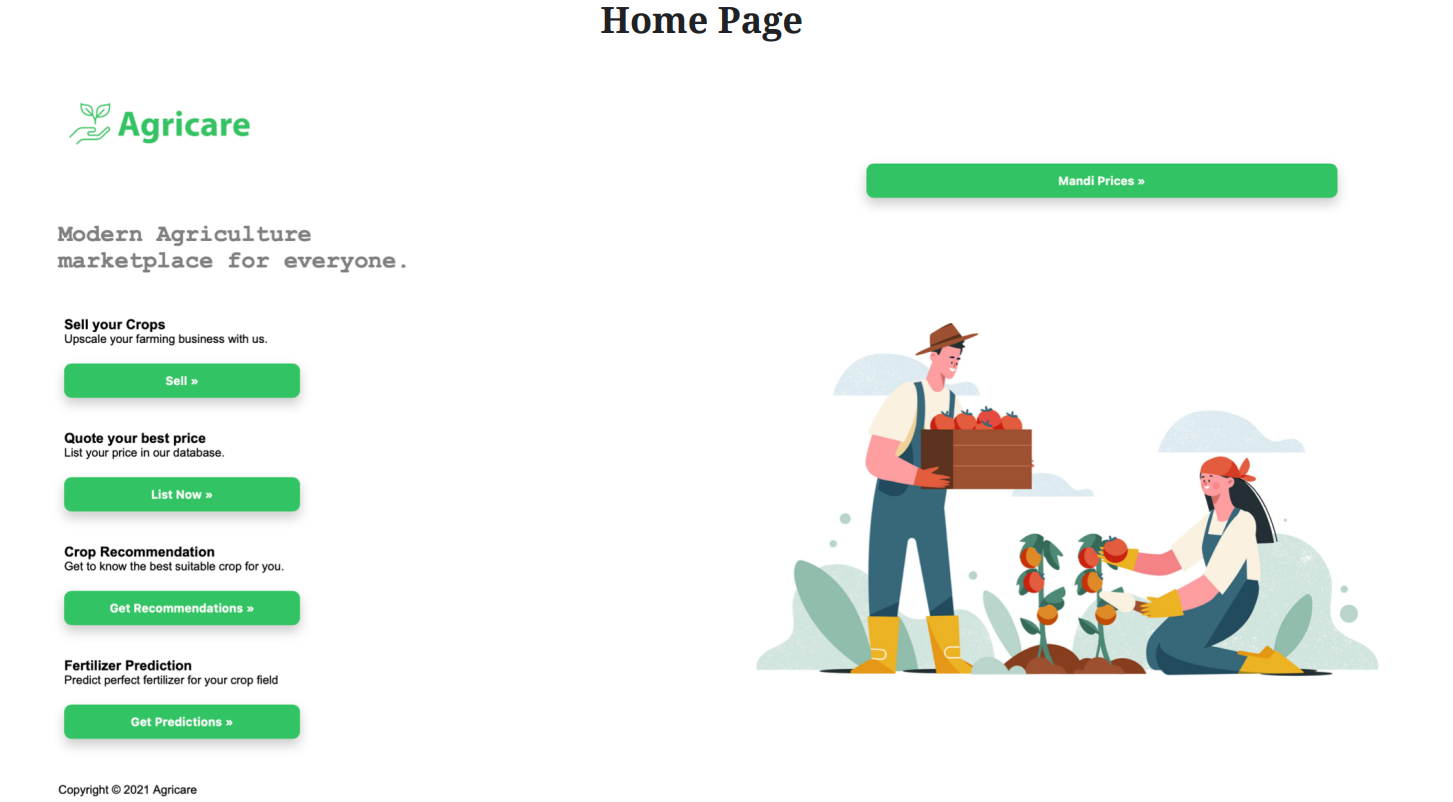 Home Page
Agricare
Mandi Prices »
Modern Agriculture
marketplace for everyone.
Sell your Crops
Upscale your farming business with us.
Sell »
Quote your best price
List your price in our database.
List Now »
Crop Recommendation
Get to know the best suitable crop for you.
Get Recommendations »
Fertilizer Prediction
Predict perfect fertilizer for your crop field
Get Predictions »
Copyright © 2021 Agricare